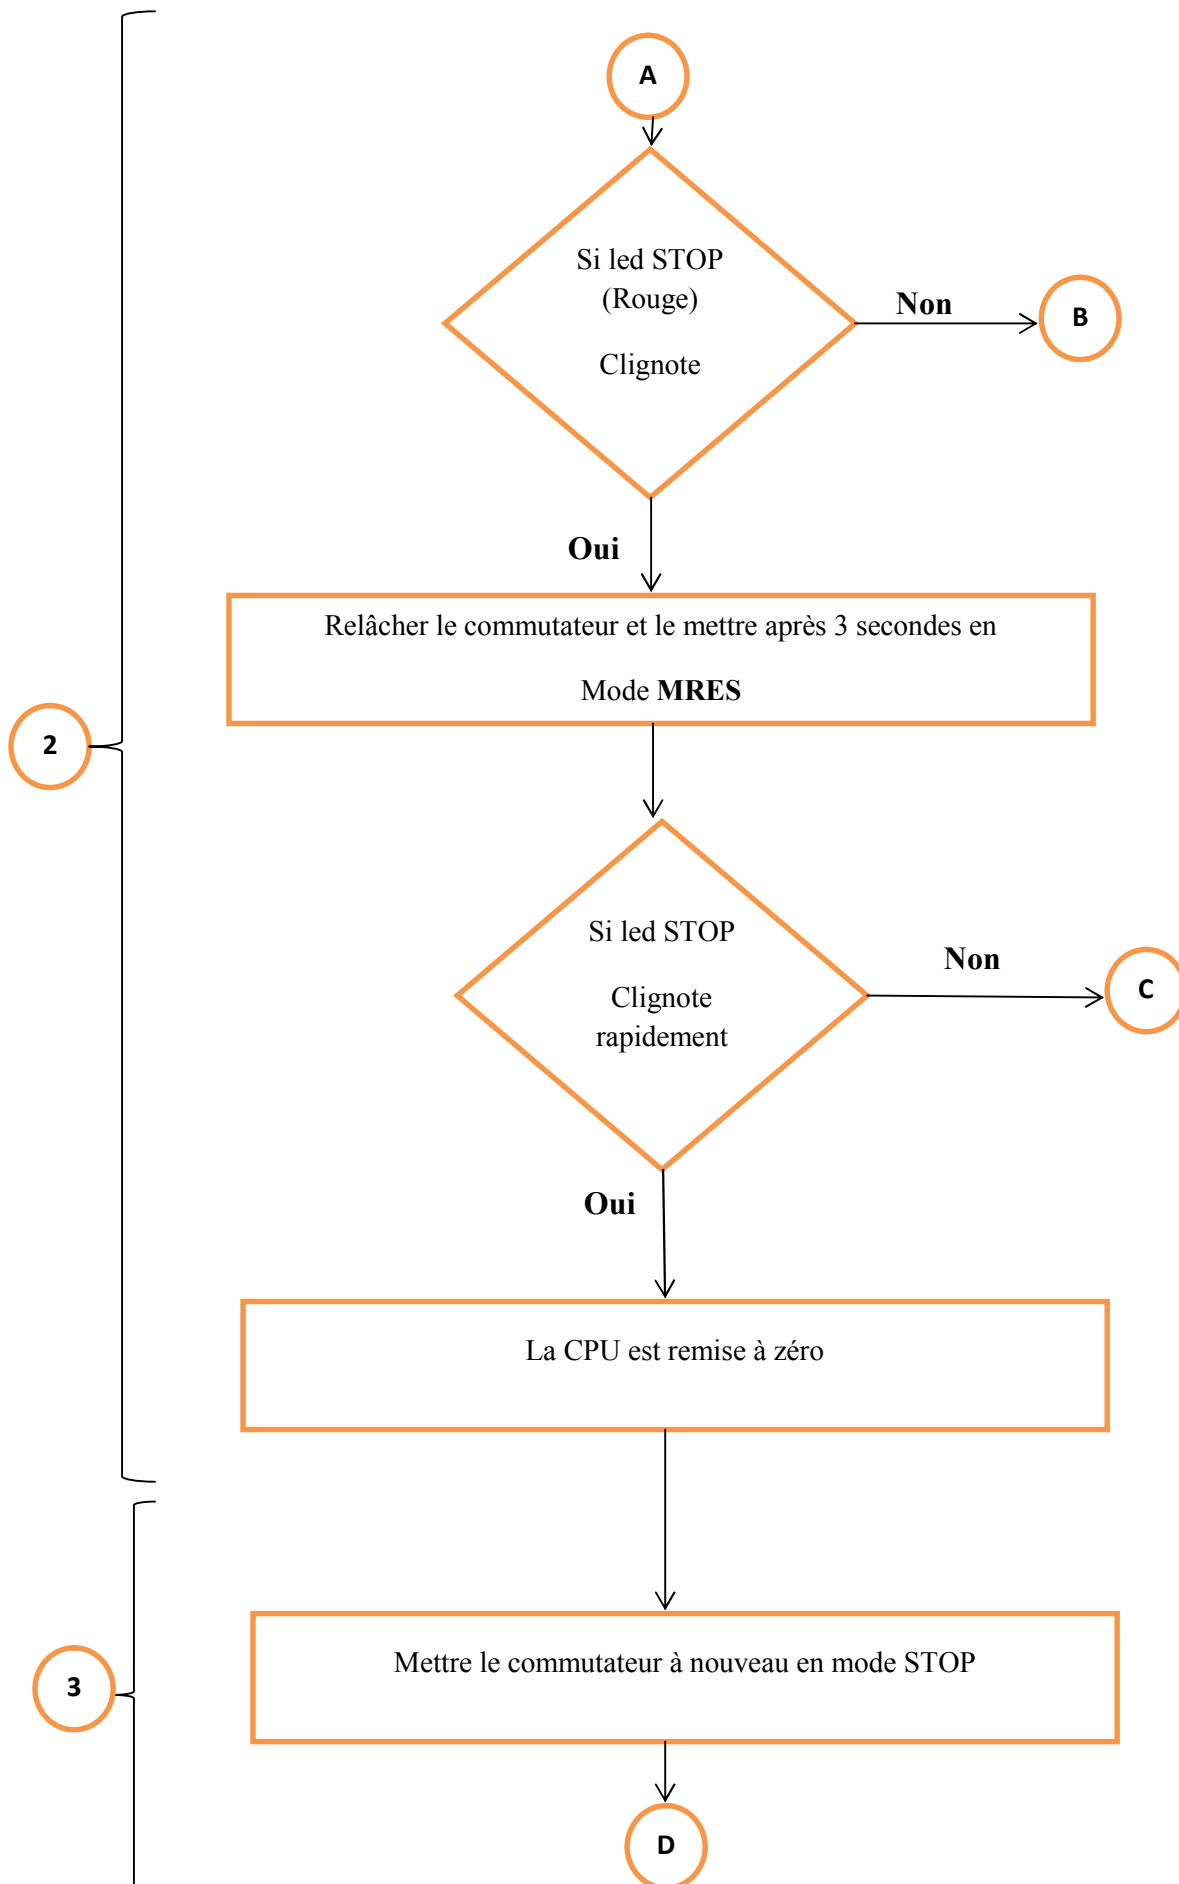 A
Si led STOP
(Rouge)
Clignote
Non
B
Oui
Relâcher le commutateur et le mettre après 3 secondes en
Mode MRES
2
Si led STOP
Clignote
rapidement
Non
C
Oui
La CPU est remise à zéro
Mettre le commutateur à nouveau en mode STOP
3
D